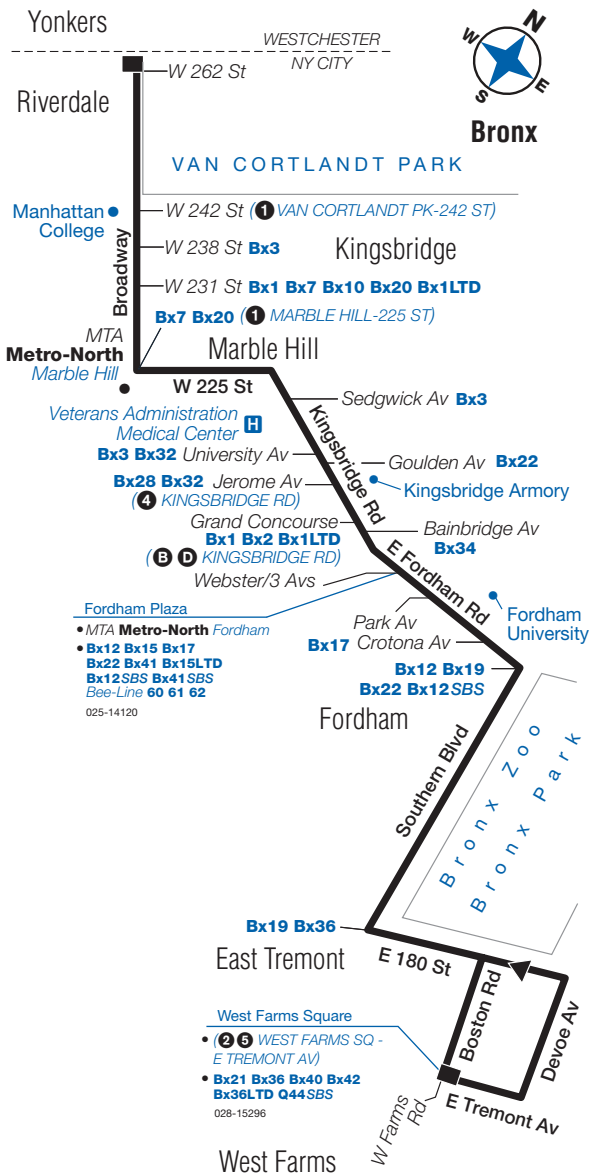 Yonkers
WESTCHESTER
NY CITY
N
W
E
S
Bronx
W 262 St
Riverdale
VAN CORTLANDT PARK
Manhattan
College
W 242 St (1 VAN CORTLANDT PK-242 ST)
W 238 St Bx3
Kingsbridge
Broadway
W 231 St Bx1 Bx7 Bx10 Bx20 Bx1LTD
Bx7 Bx20 (1 MARBLE HILL-225 ST)
MTA
Metro-North
Marble Hill
Marble Hill
W 225 St
Sedgwick Av Bx3
Veterans Administration
Medical Center H
Kingsbridge Rd
Bx3 Bx32 University Av
Goulden Av Bx22
Bx28 Bx32 Jerome Av
(4 KINGSBRIDGE RD)
Kingsbridge Armory
Grand Concourse
Bx1 Bx2 Bx1LTD
(B D KINGSBRIDGE RD)
Bainbridge Av
Bx34
Webster/3 Avs
E Fordham Rd
Fordham Plaza
• MTA Metro-North Fordham
• Bx12 Bx15 Bx17
Bx22 Bx41 Bx15LTD
Bx12SBS Bx41SBS
Bee-Line 60 61 62
025-14120
Park Av
Bx17 Crotona Av
Fordham
University
Bx12 Bx19
Bx22 Bx12SBS
Fordham
Southern Blvd
Bronx Zoo
Bronx Park
Bx19 Bx36
East Tremont
E 180 St
Boston Rd
Devoe Av
West Farms Square
• (2 5 WEST FARMS SQ -
E TREMONT AV)
• Bx21 Bx36 Bx40 Bx42
Bx36LTD Q44SBS
028-15296
W Farms
Rd
E Tremont Av
West Farms